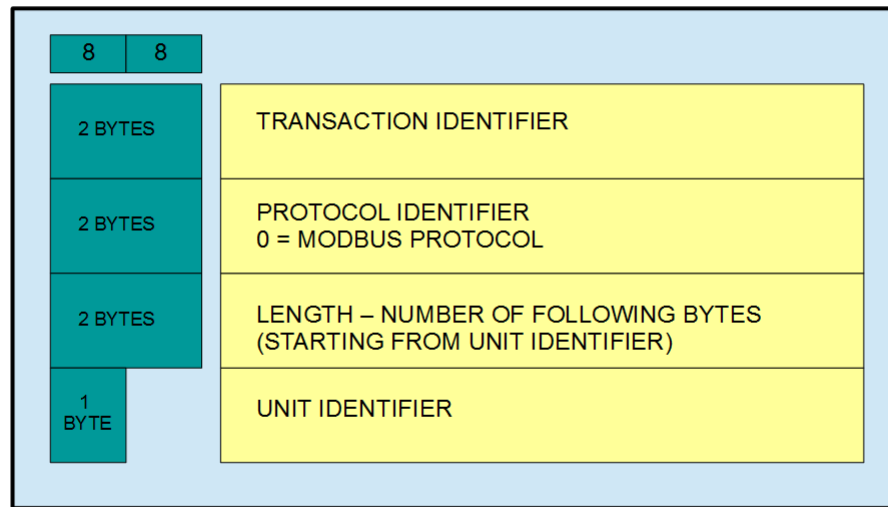 8 8
2 BYTES
TRANSACTION IDENTIFIER
2 BYTES
PROTOCOL IDENTIFIER
0 = MODBUS PROTOCOL
2 BYTES
LENGTH – NUMBER OF FOLLOWING BYTES
(STARTING FROM UNIT IDENTIFIER)
1
BYTE
UNIT IDENTIFIER